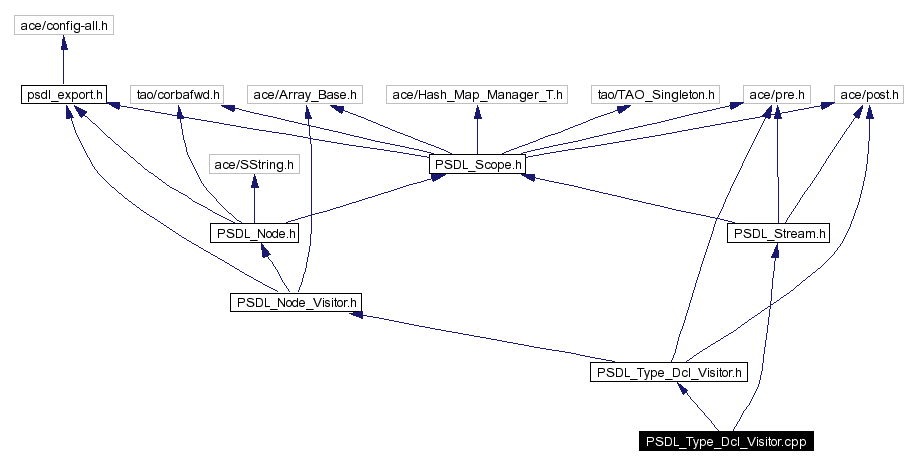 ace/config-all.h
psdl_export.h
tao/corbafwd.h
ace/Array_Base.h
ace/Hash_Map_Manager_T.h
tao/TAO_Singleton.h
ace/pre.h
ace/post.h
ace/SString.h
PSDL_Scope.h
PSDL_Node.h
PSDL_Stream.h
PSDL_Node_Visitor.h
PSDL_Type_Dcl_Visitor.h
PSDL_Type_Dcl_Visitor.cpp